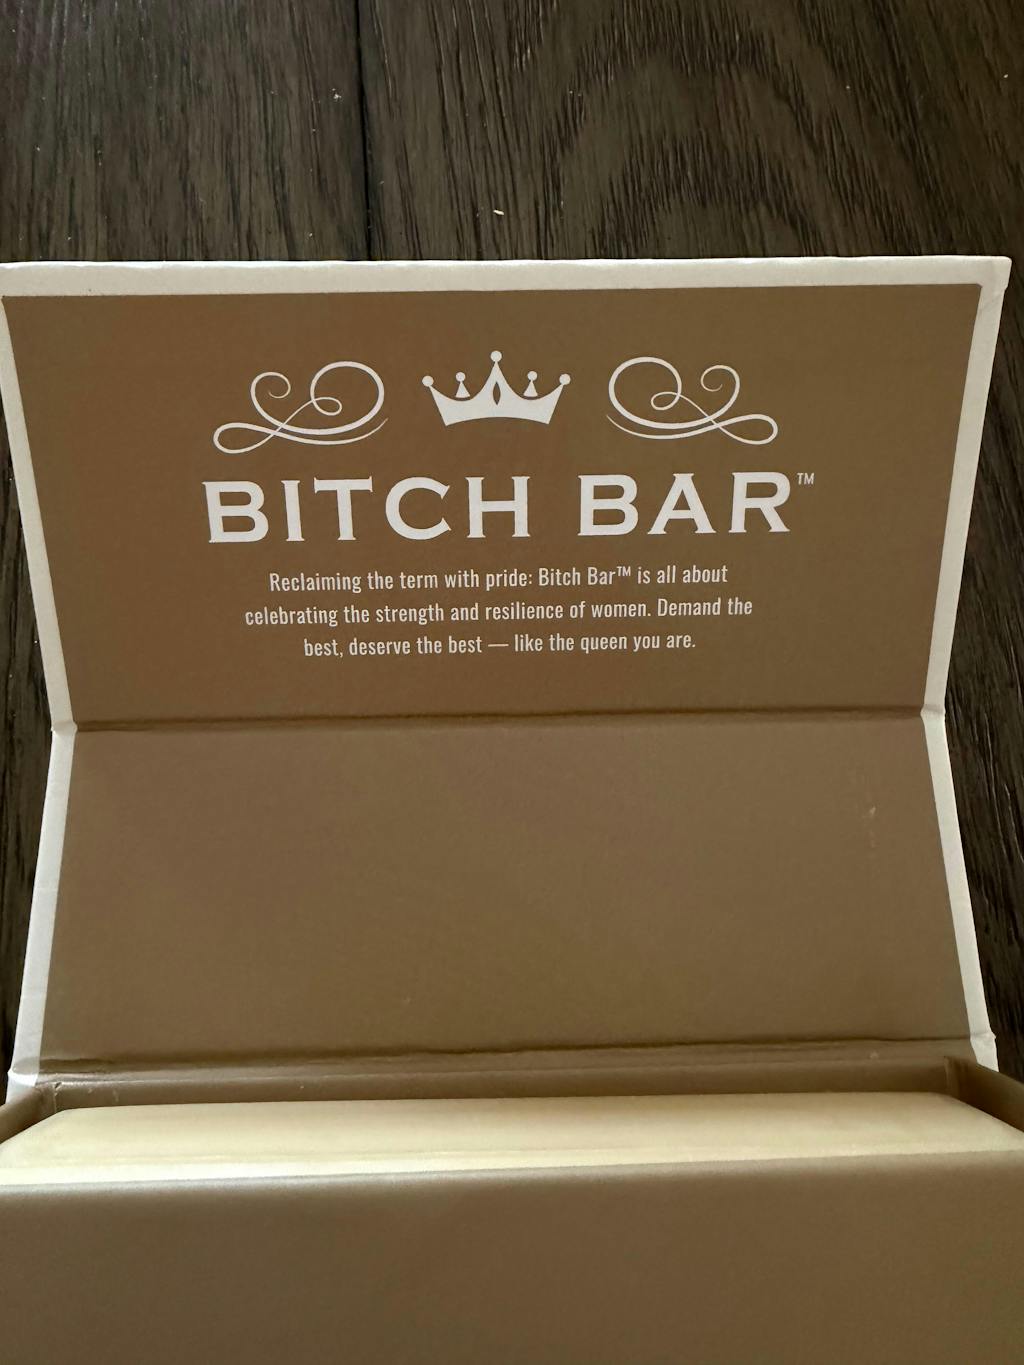 BITCH BAR™
Reclaiming the term with pride: Bitch Bar™ is all about
celebrating the strength and resilience of women. Demand the
best, deserve the best — like the queen you are.